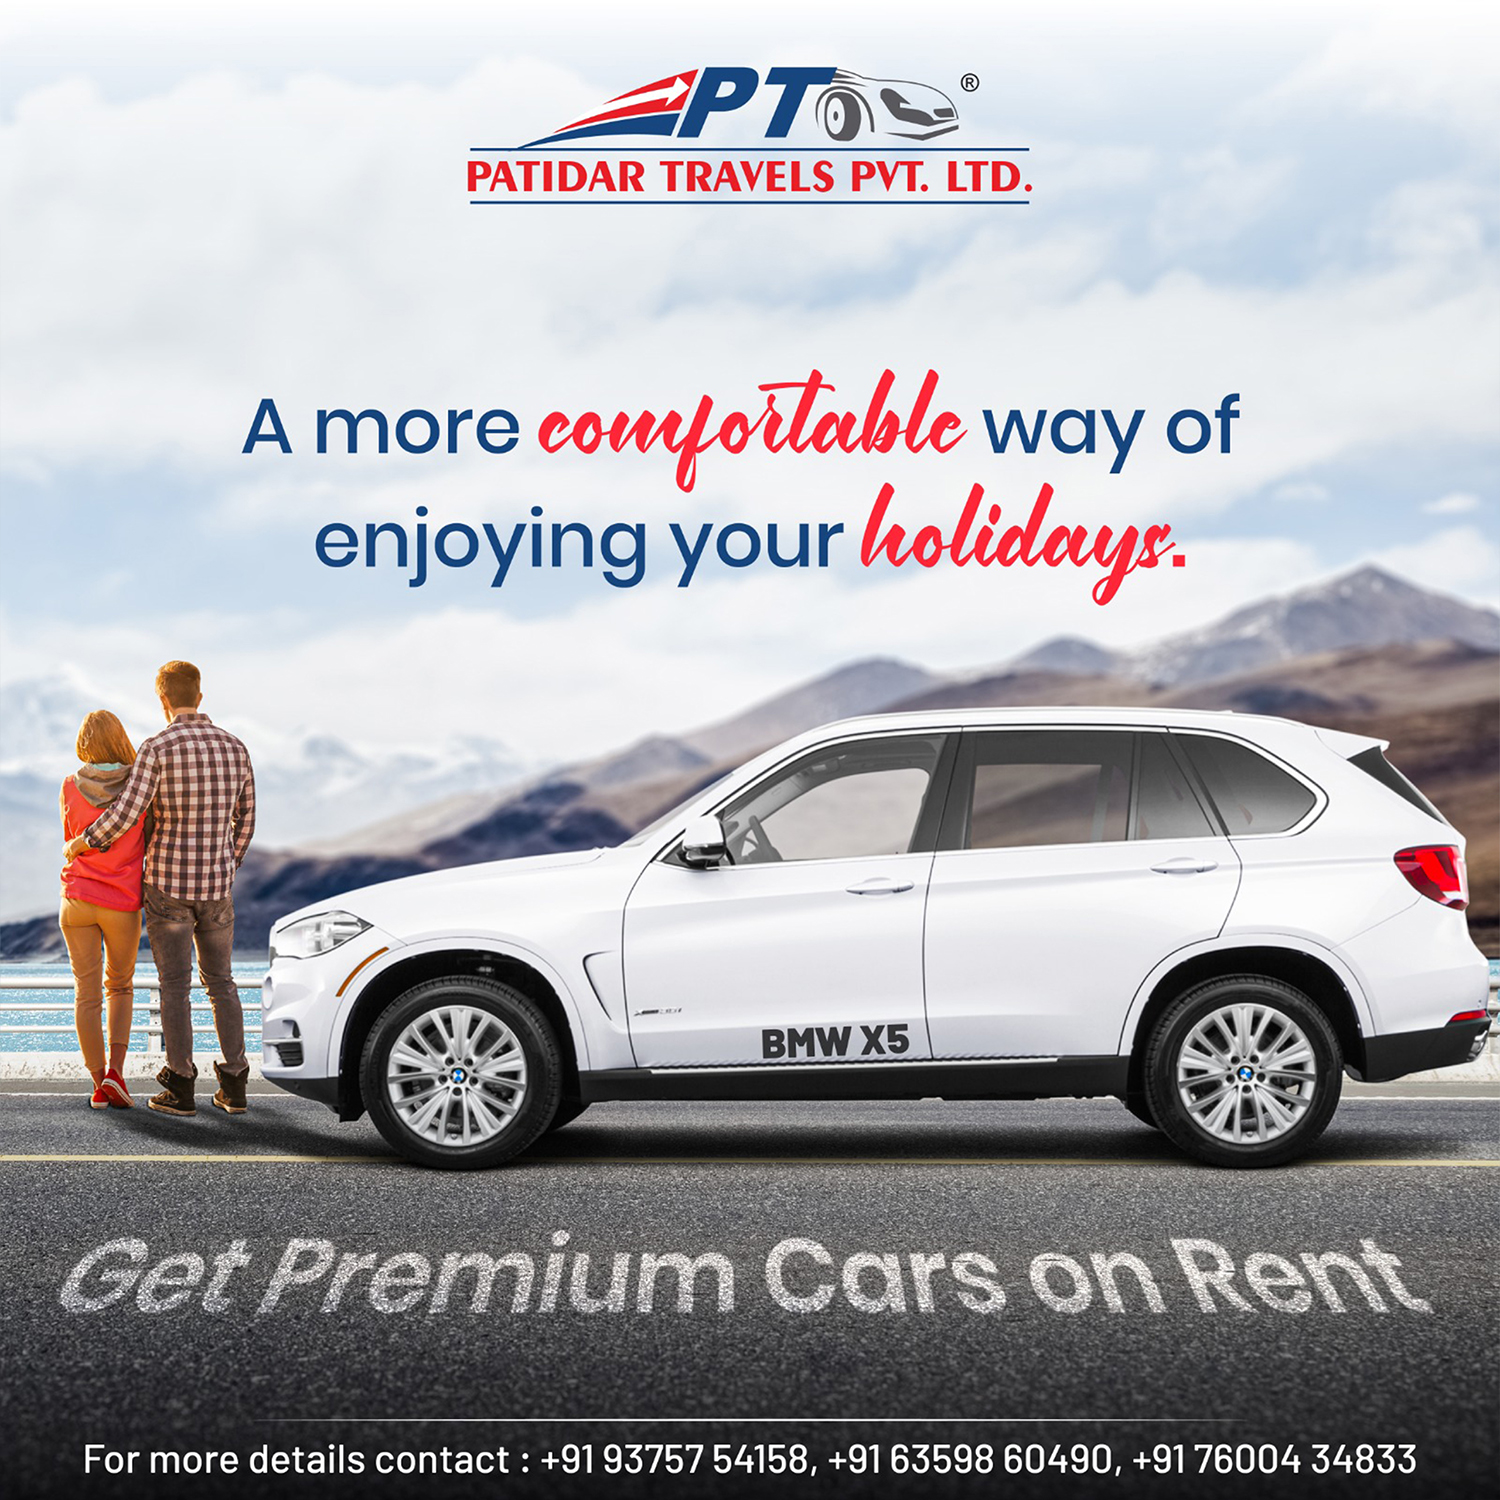 PT ®
PATIDAR TRAVELS PVT. LTD.
A more comfortable way of
enjoying your holidays.
BMW X5
Get Premium Cars on Rent
For more details contact : +91 93757 54158, +91 63598 60490, +91 76004 34833